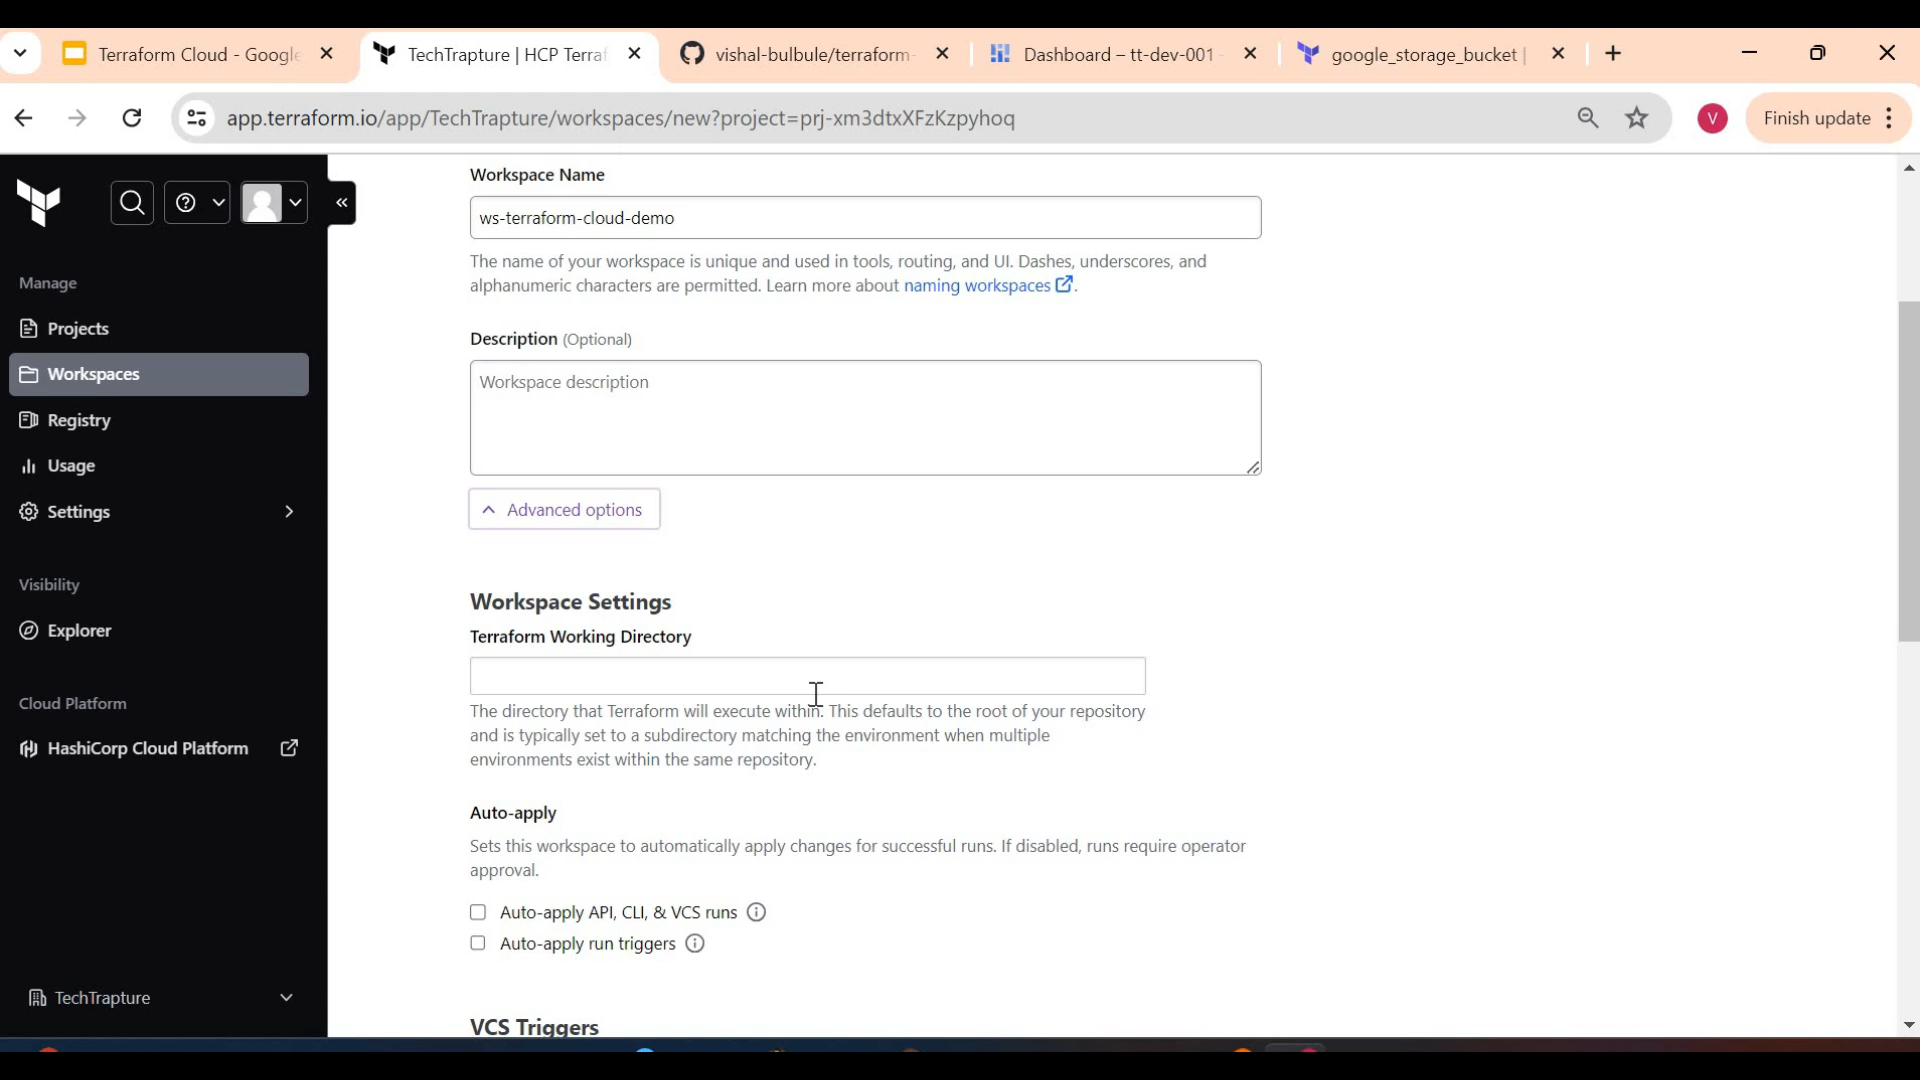 Terraform Cloud - Google
TechTrapture | HCP Terraf
vishal-bulbule/terraform-
Dashboard – tt-dev-001 -
google_storage_bucket |
app.terraform.io/app/TechTrapture/workspaces/new?project=prj-xm3dtxXFzKzpyhoq
V
Finish update
Manage
Projects
Workspaces
Registry
Usage
Settings
Visibility
Explorer
Cloud Platform
HashiCorp Cloud Platform
TechTrapture
Workspace Name
ws-terraform-cloud-demo
The name of your workspace is unique and used in tools, routing, and UI. Dashes, underscores, and
alphanumeric characters are permitted. Learn more about naming workspaces.
Description (Optional)
Workspace description
Advanced options
Workspace Settings
Terraform Working Directory
The directory that Terraform will execute within. This defaults to the root of your repository
and is typically set to a subdirectory matching the environment when multiple
environments exist within the same repository.
Auto-apply
Sets this workspace to automatically apply changes for successful runs. If disabled, runs require operator
approval.
Auto-apply API, CLI, & VCS runs
Auto-apply run triggers
VCS Triggers